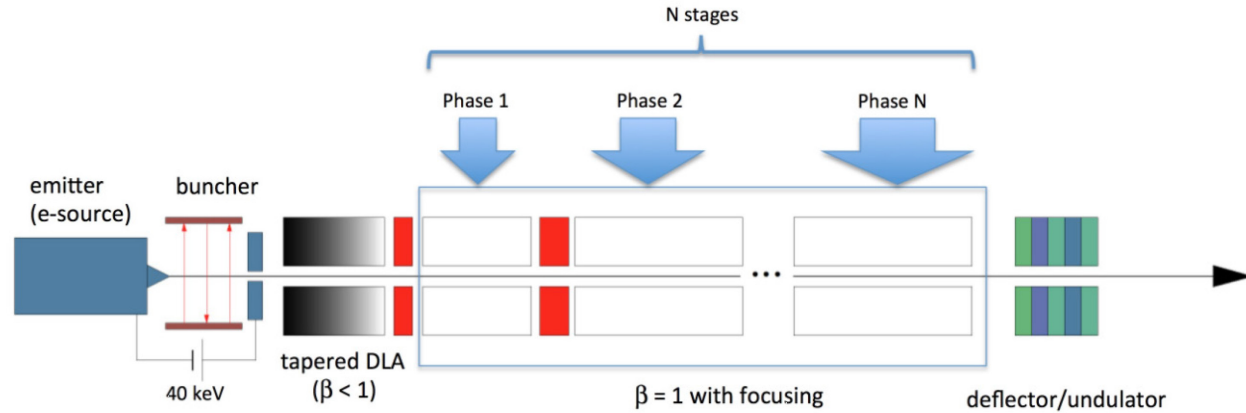 N stages
Phase 1
Phase 2
Phase N
emitter
(e-source)
buncher
...
tapered DLA
(β < 1)
40 keV
β = 1 with focusing
deflector/undulator